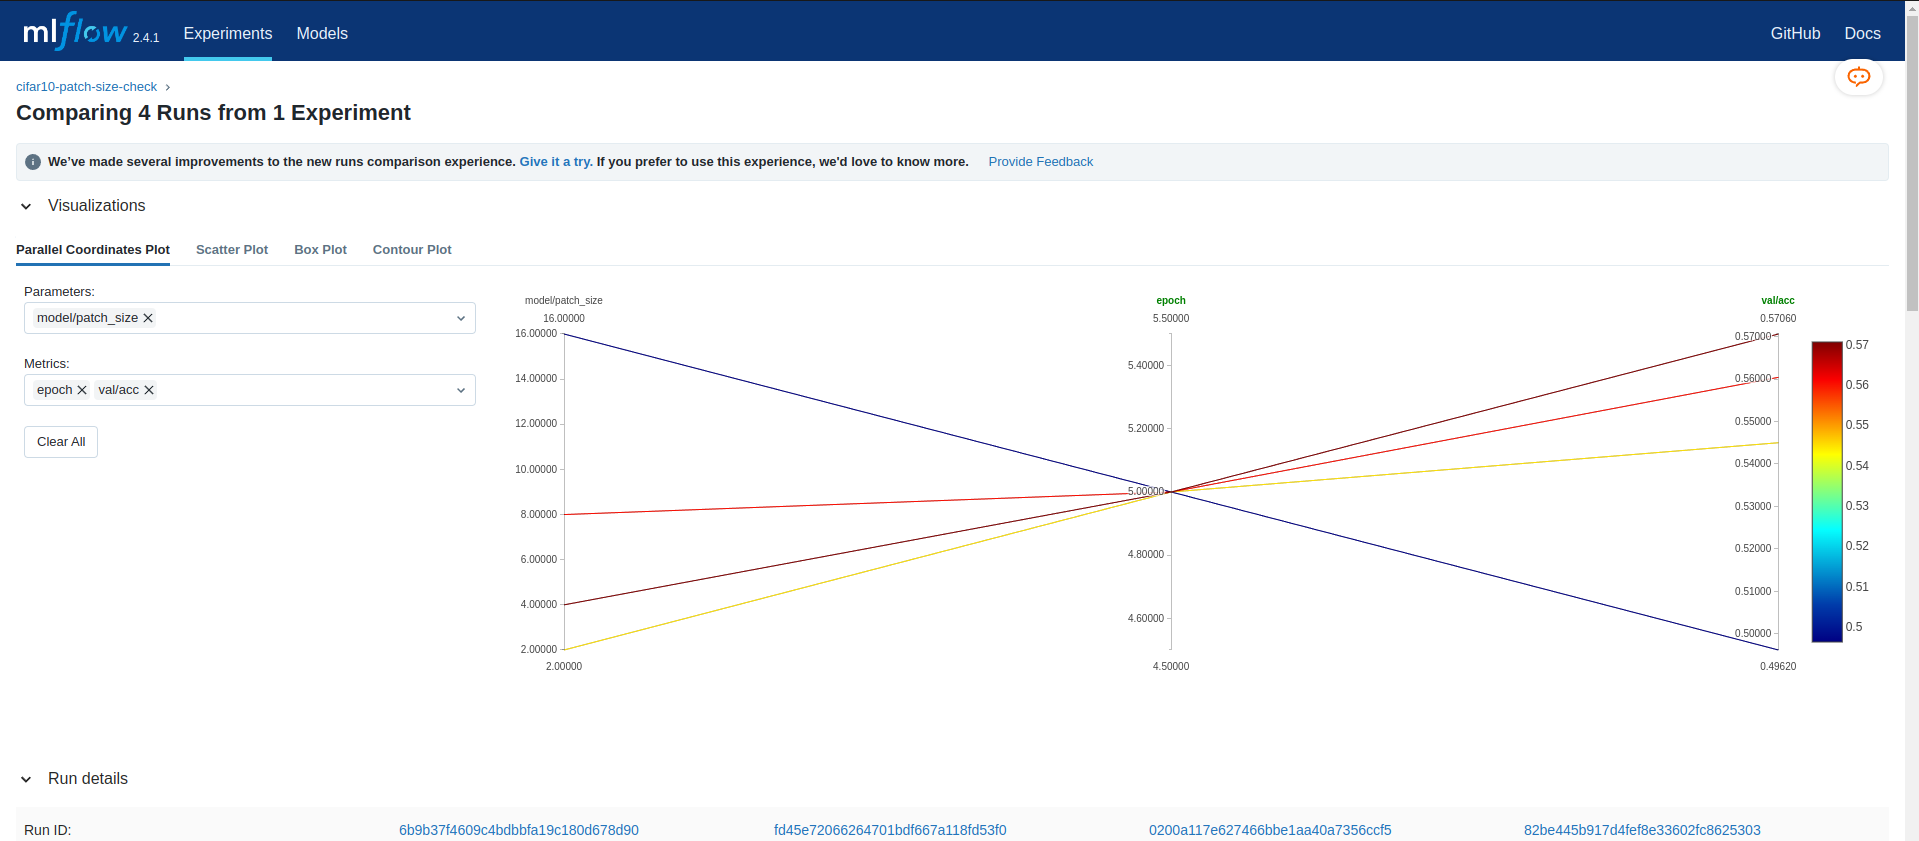 mlflow 2.4.1 Experiments Models GitHub Docs
cifar10-patch-size-check ›
Comparing 4 Runs from 1 Experiment
We've made several improvements to the new runs comparison experience. Give it a try. If you prefer to use this experience, we'd love to know more. Provide Feedback
Visualizations
Parallel Coordinates Plot Scatter Plot Box Plot Contour Plot
Parameters:
model/patch_size
Metrics:
epoch val/acc
Clear All
model/patch_size
16.00000
16.00000
14.00000
12.00000
10.00000
8.00000
6.00000
4.00000
2.00000
2.00000
epoch
5.50000
5.40000
5.20000
5.00000
4.80000
4.60000
4.50000
val/acc
0.57060
0.57000
0.56000
0.55000
0.54000
0.53000
0.52000
0.51000
0.50000
0.49620
0.57
0.56
0.55
0.54
0.53
0.52
0.51
0.5
Run details
Run ID: 6b9b37f4609c4bdbbfa19c180d678d90 fd45e72066264701bdf667a118fd53f0 0200a117e627466bbe1aa40a7356ccf5 82be445b917d4fef8e33602fc8625303